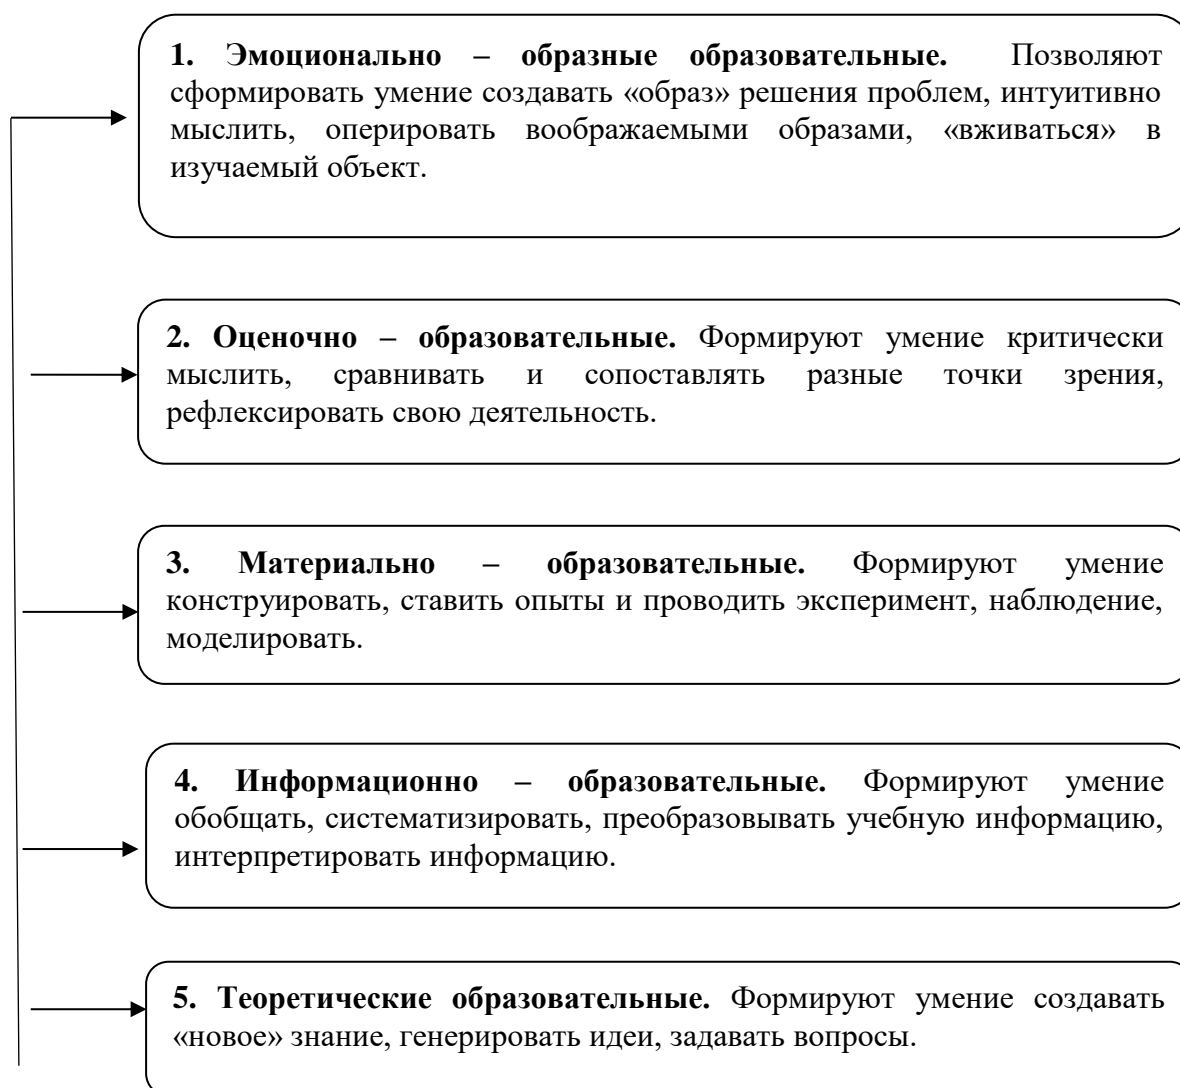 1. Эмоционально – образные образовательные. Позволяют
сформировать умение создавать «образ» решения проблем, интуитивно
мыслить, оперировать воображаемыми образами, «вживаться» в
изучаемый объект.
2. Оценочно – образовательные. Формируют умение критически
мыслить, сравнивать и сопоставлять разные точки зрения,
рефлексировать свою деятельность.
3. Материально – образовательные. Формируют умение
конструировать, ставить опыты и проводить эксперимент, наблюдение,
моделировать.
4. Информационно – образовательные. Формируют умение
обобщать, систематизировать, преобразовывать учебную информацию,
интерпретировать информацию.
5. Теоретические образовательные. Формируют умение создавать
«новое» знание, генерировать идеи, задавать вопросы.